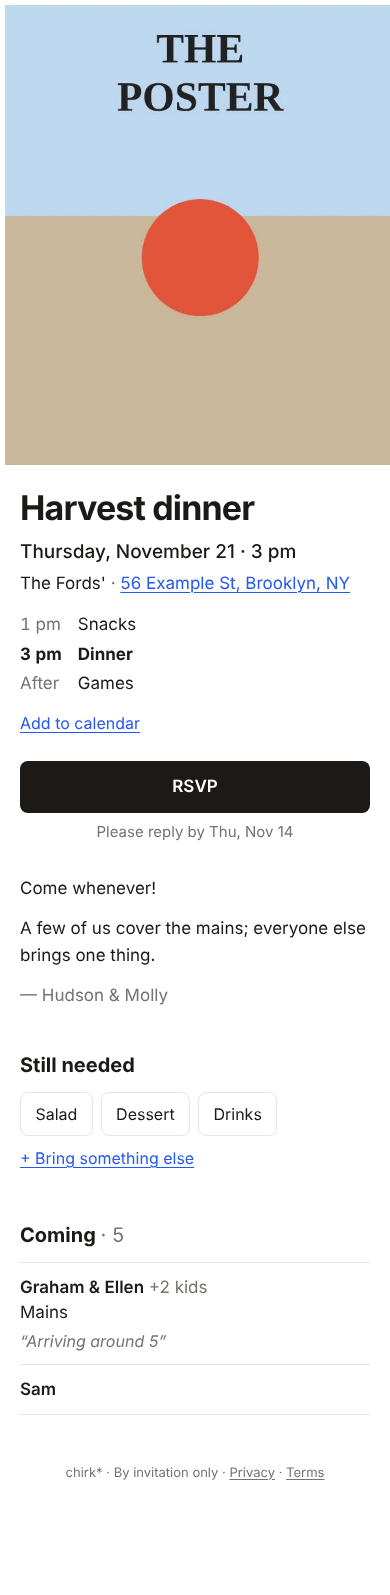 THE
POSTER
Harvest dinner
Thursday, November 21 · 3 pm
The Fords' · 56 Example St, Brooklyn, NY
1 pm Snacks
3 pm Dinner
After Games
Add to calendar
RSVP
Please reply by Thu, Nov 14
Come whenever!
A few of us cover the mains; everyone else
brings one thing.
— Hudson & Molly
Still needed
Salad Dessert Drinks
+ Bring something else
Coming · 5
Graham & Ellen +2 kids
Mains
“Arriving around 5”
Sam
chirk* · By invitation only · Privacy · Terms